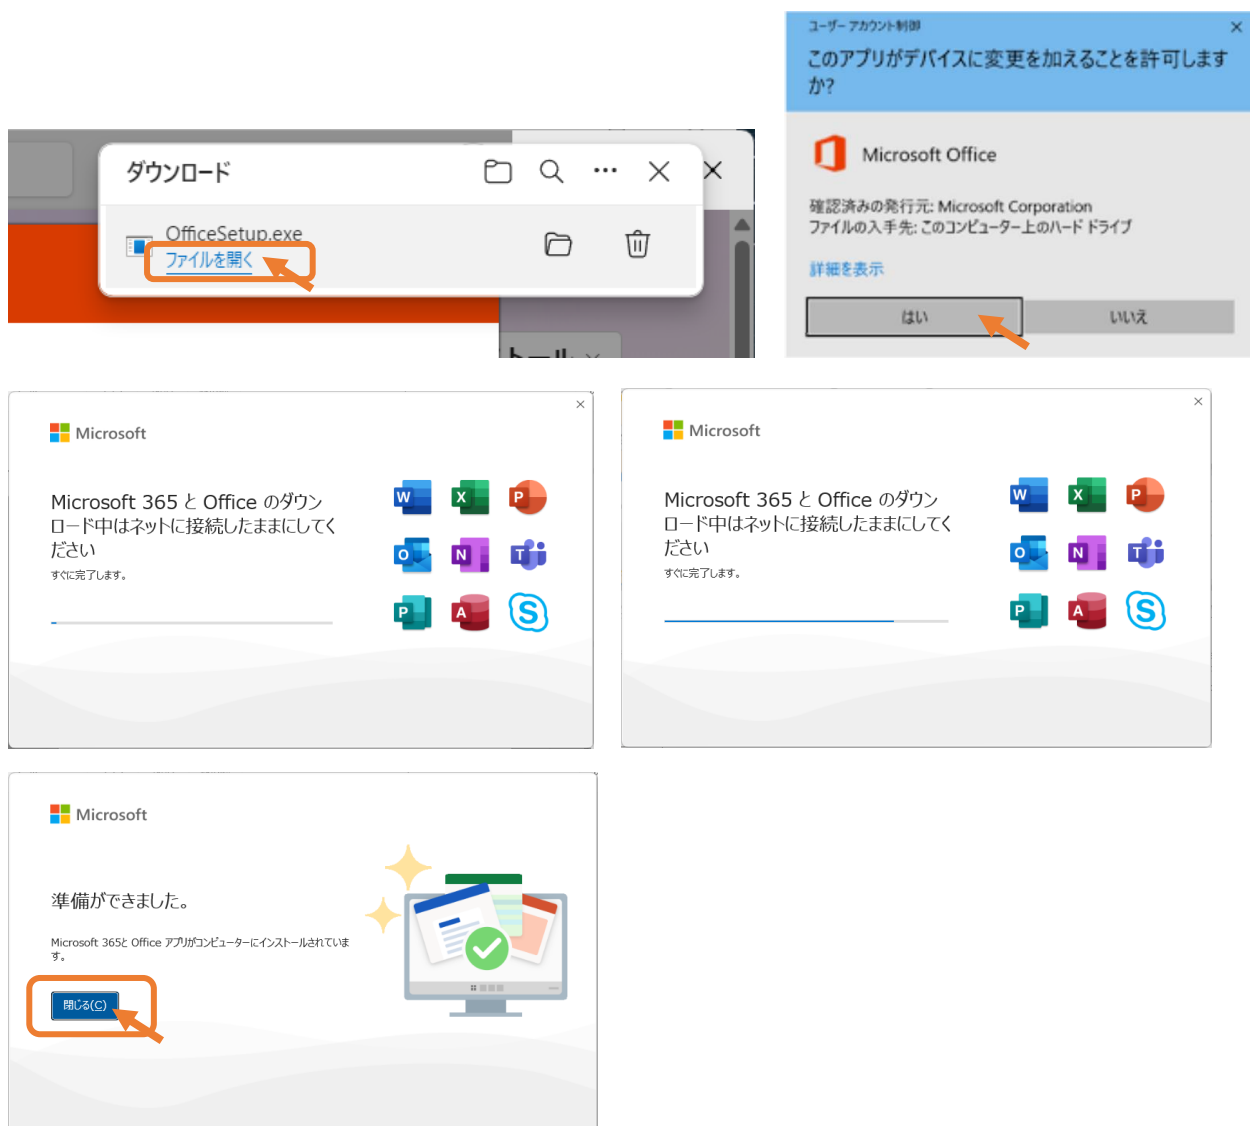 ダウンロード
OfficeSetup.exe
ファイルを開く
トール
ユーザー アカウント制御
このアプリがデバイスに変更を加えることを許可します
か?
Microsoft Office
確認済みの発行元: Microsoft Corporation
ファイルの入手先: このコンピューター上のハード ドライブ
詳細を表示
はい
いいえ
Microsoft
Microsoft 365 と Office のダウン
ロード中はネットに接続したままにしてく
ださい
すぐに完了します。
Microsoft
Microsoft 365 と Office のダウン
ロード中はネットに接続したままにしてく
ださい
すぐに完了します。
Microsoft
準備ができました。
Microsoft 365と Office アプリがコンピューターにインストールされていま
す。
閉じる(C)